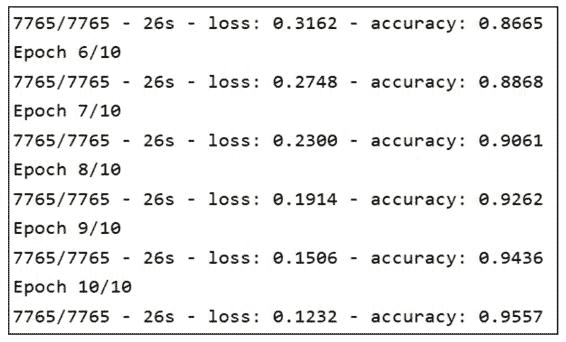 7765/7765 - 26s - loss: 0.3162 - accuracy: 0.8665
Epoch 6/10
7765/7765 - 26s - loss: 0.2748 - accuracy: 0.8868
Epoch 7/10
7765/7765 - 26s - loss: 0.2300 - accuracy: 0.9061
Epoch 8/10
7765/7765 - 26s - loss: 0.1914 - accuracy: 0.9262
Epoch 9/10
7765/7765 - 26s - loss: 0.1506 - accuracy: 0.9436
Epoch 10/10
7765/7765 - 26s - loss: 0.1232 - accuracy: 0.9557